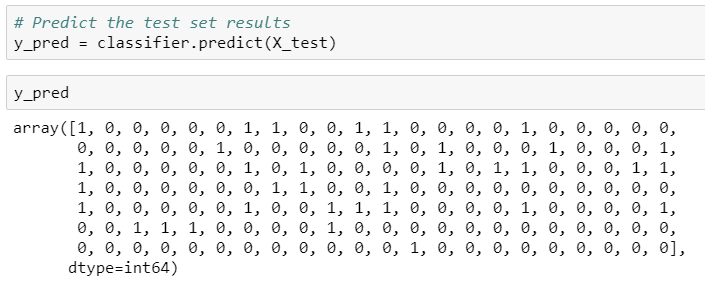 # Predict the test set results
y_pred = classifier.predict(X_test)
y_pred
array([1, 0, 0, 0, 0, 0, 1, 1, 0, 0, 1, 1, 0, 0, 0, 0, 1, 0, 0, 0, 0, 0,
0, 0, 0, 0, 0, 1, 0, 0, 0, 0, 0, 1, 0, 1, 0, 0, 0, 1, 0, 0, 0, 1,
1, 0, 0, 0, 0, 0, 1, 0, 1, 0, 0, 0, 0, 1, 0, 1, 1, 0, 0, 0, 1, 1,
1, 0, 0, 0, 0, 0, 0, 1, 1, 0, 0, 1, 0, 0, 0, 0, 0, 0, 0, 0, 0, 0,
1, 0, 0, 0, 0, 0, 1, 0, 0, 1, 1, 1, 0, 0, 0, 0, 1, 0, 0, 0, 0, 1,
0, 0, 1, 1, 1, 0, 0, 0, 0, 1, 0, 0, 0, 0, 0, 0, 0, 0, 0, 0, 0, 0,
0, 0, 0, 0, 0, 0, 0, 0, 0, 0, 0, 0, 1, 0, 0, 0, 0, 0, 0, 0, 0, 0],
dtype=int64)